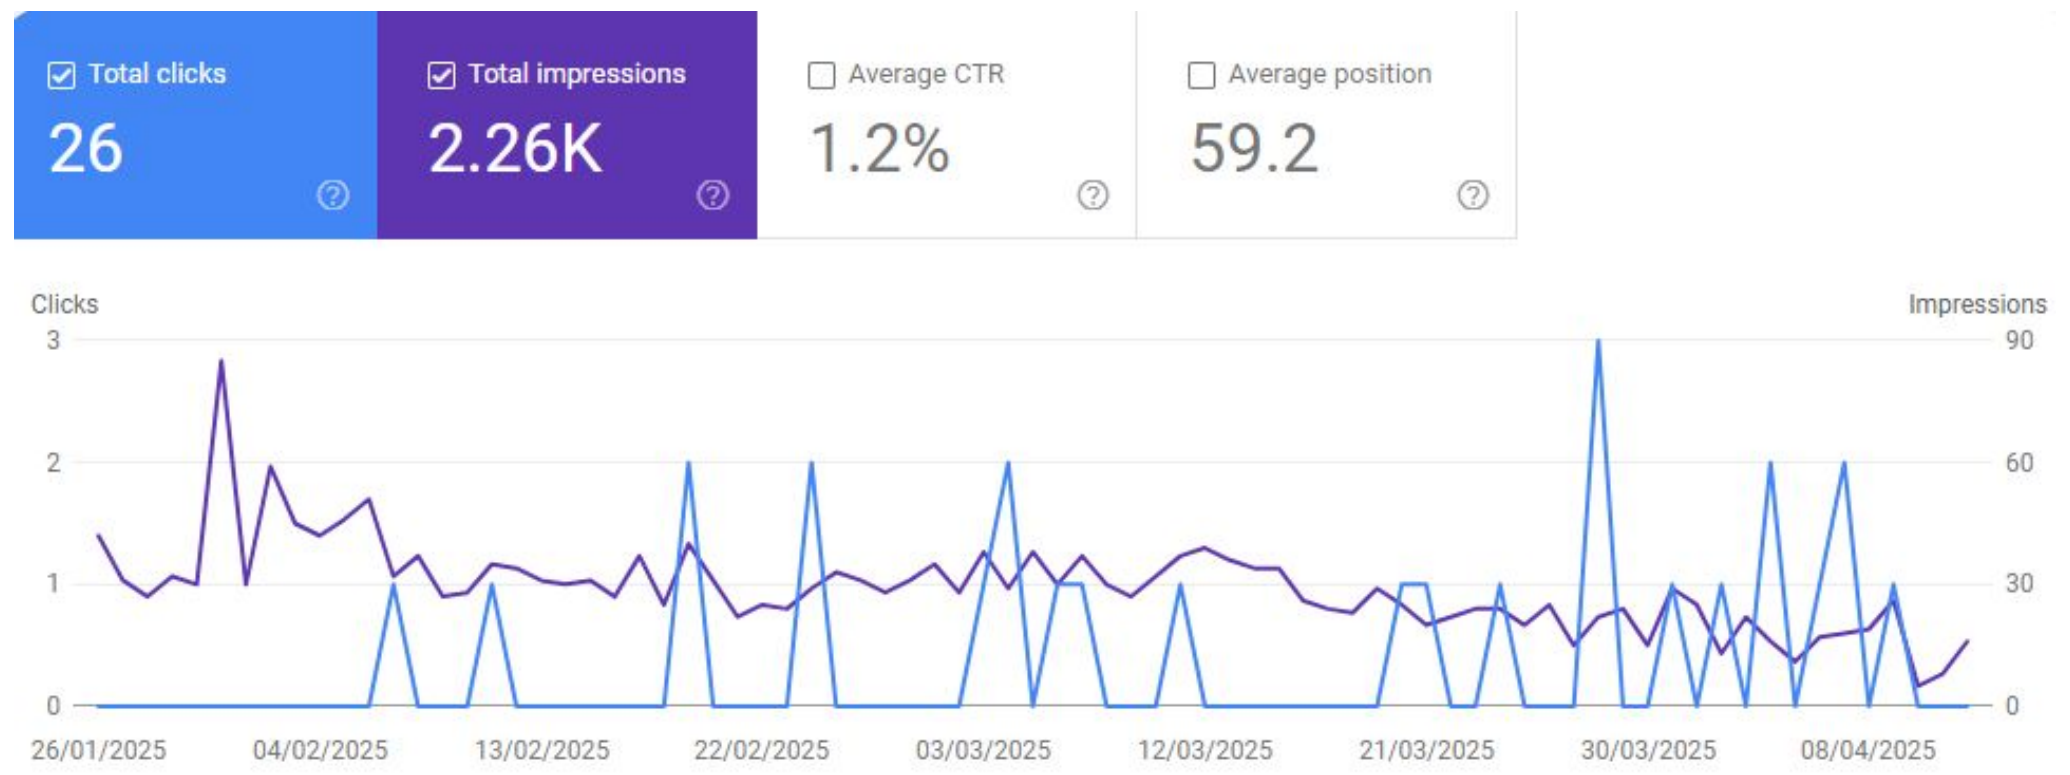 Total clicks Total impressions Average CTR Average position
26 2.26K 1.2% 59.2
Clicks Impressions
3 90
2 60
1 30
0 0
26/01/2025 04/02/2025 13/02/2025 22/02/2025 03/03/2025 12/03/2025 21/03/2025 30/03/2025 08/04/2025